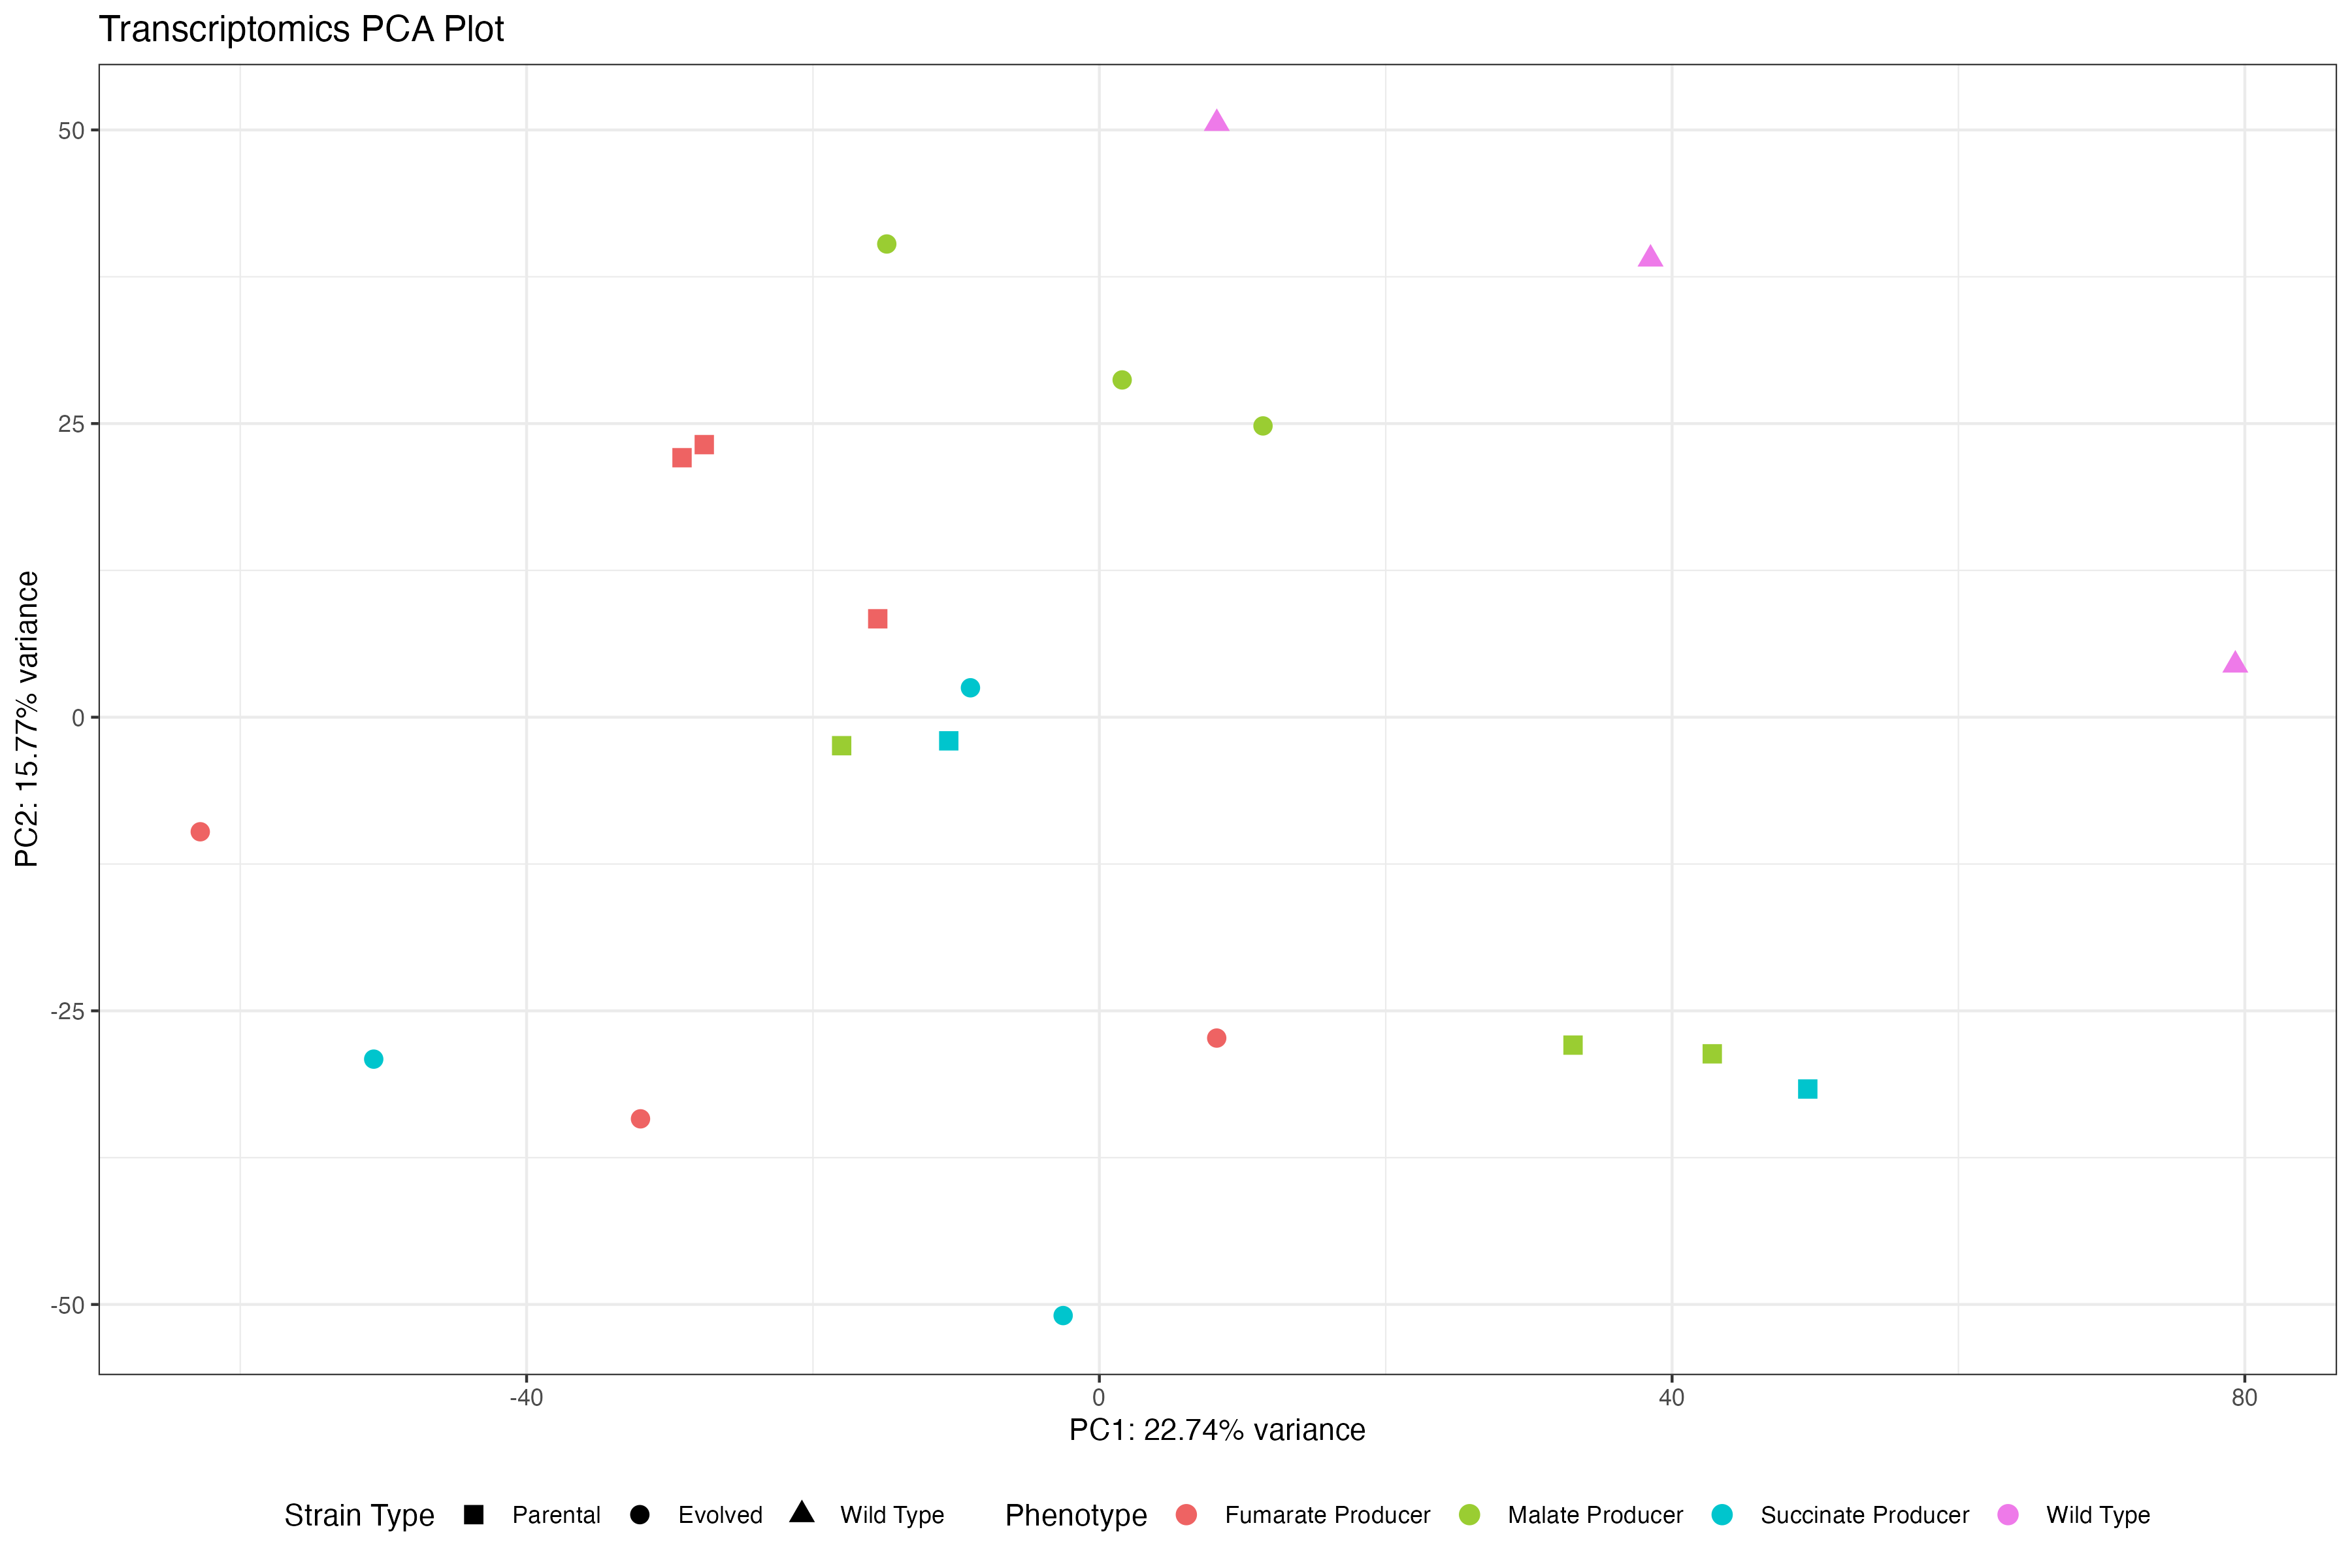 Transcriptomics PCA Plot
50
25
0
-25
-50
PC2: 15.77% variance
-40 0 40 80
PC1: 22.74% variance
Strain Type Parental Evolved Wild Type Phenotype Fumarate Producer Malate Producer Succinate Producer Wild Type